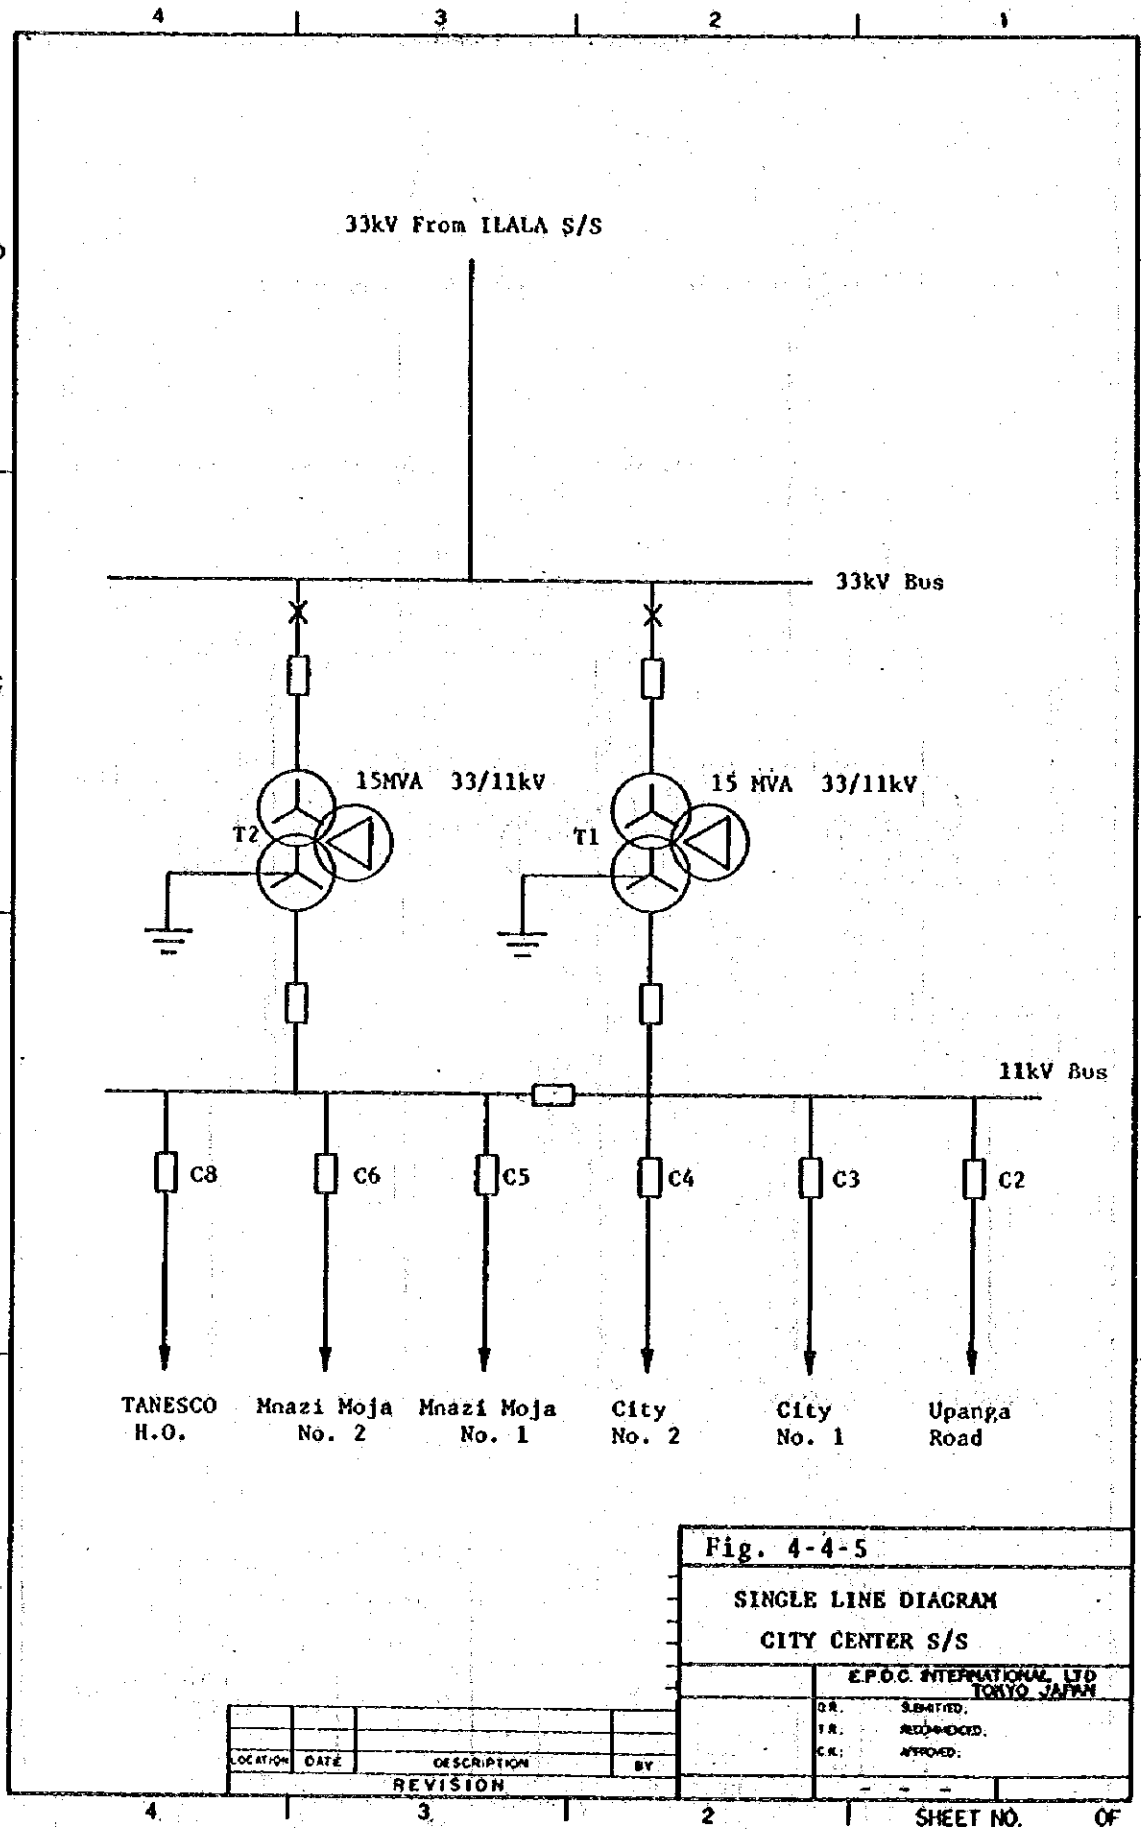 4 3 2 1
33kV From ILALA S/S
33kV Bus
15MVA 33/11kV
15 MVA 33/11kV
T2
T1
11kV Bus
C8
C6
C5
C4
C3
C2
TANESCO
H.O.
Mnazi Moja
No. 2
Mnazi Moja
No. 1
City
No. 2
City
No. 1
Upanga
Road
Fig. 4-4-5
SINGLE LINE DIAGRAM
CITY CENTER S/S
E.P.D.C. INTERNATIONAL LTD
TOKYO JAPAN
DR. SUBMITTED.
TR. RECOMMENDED.
CK. APPROVED.
LOCATION DATE DESCRIPTION BY
REVISION
4 3 2
SHEET NO. OF